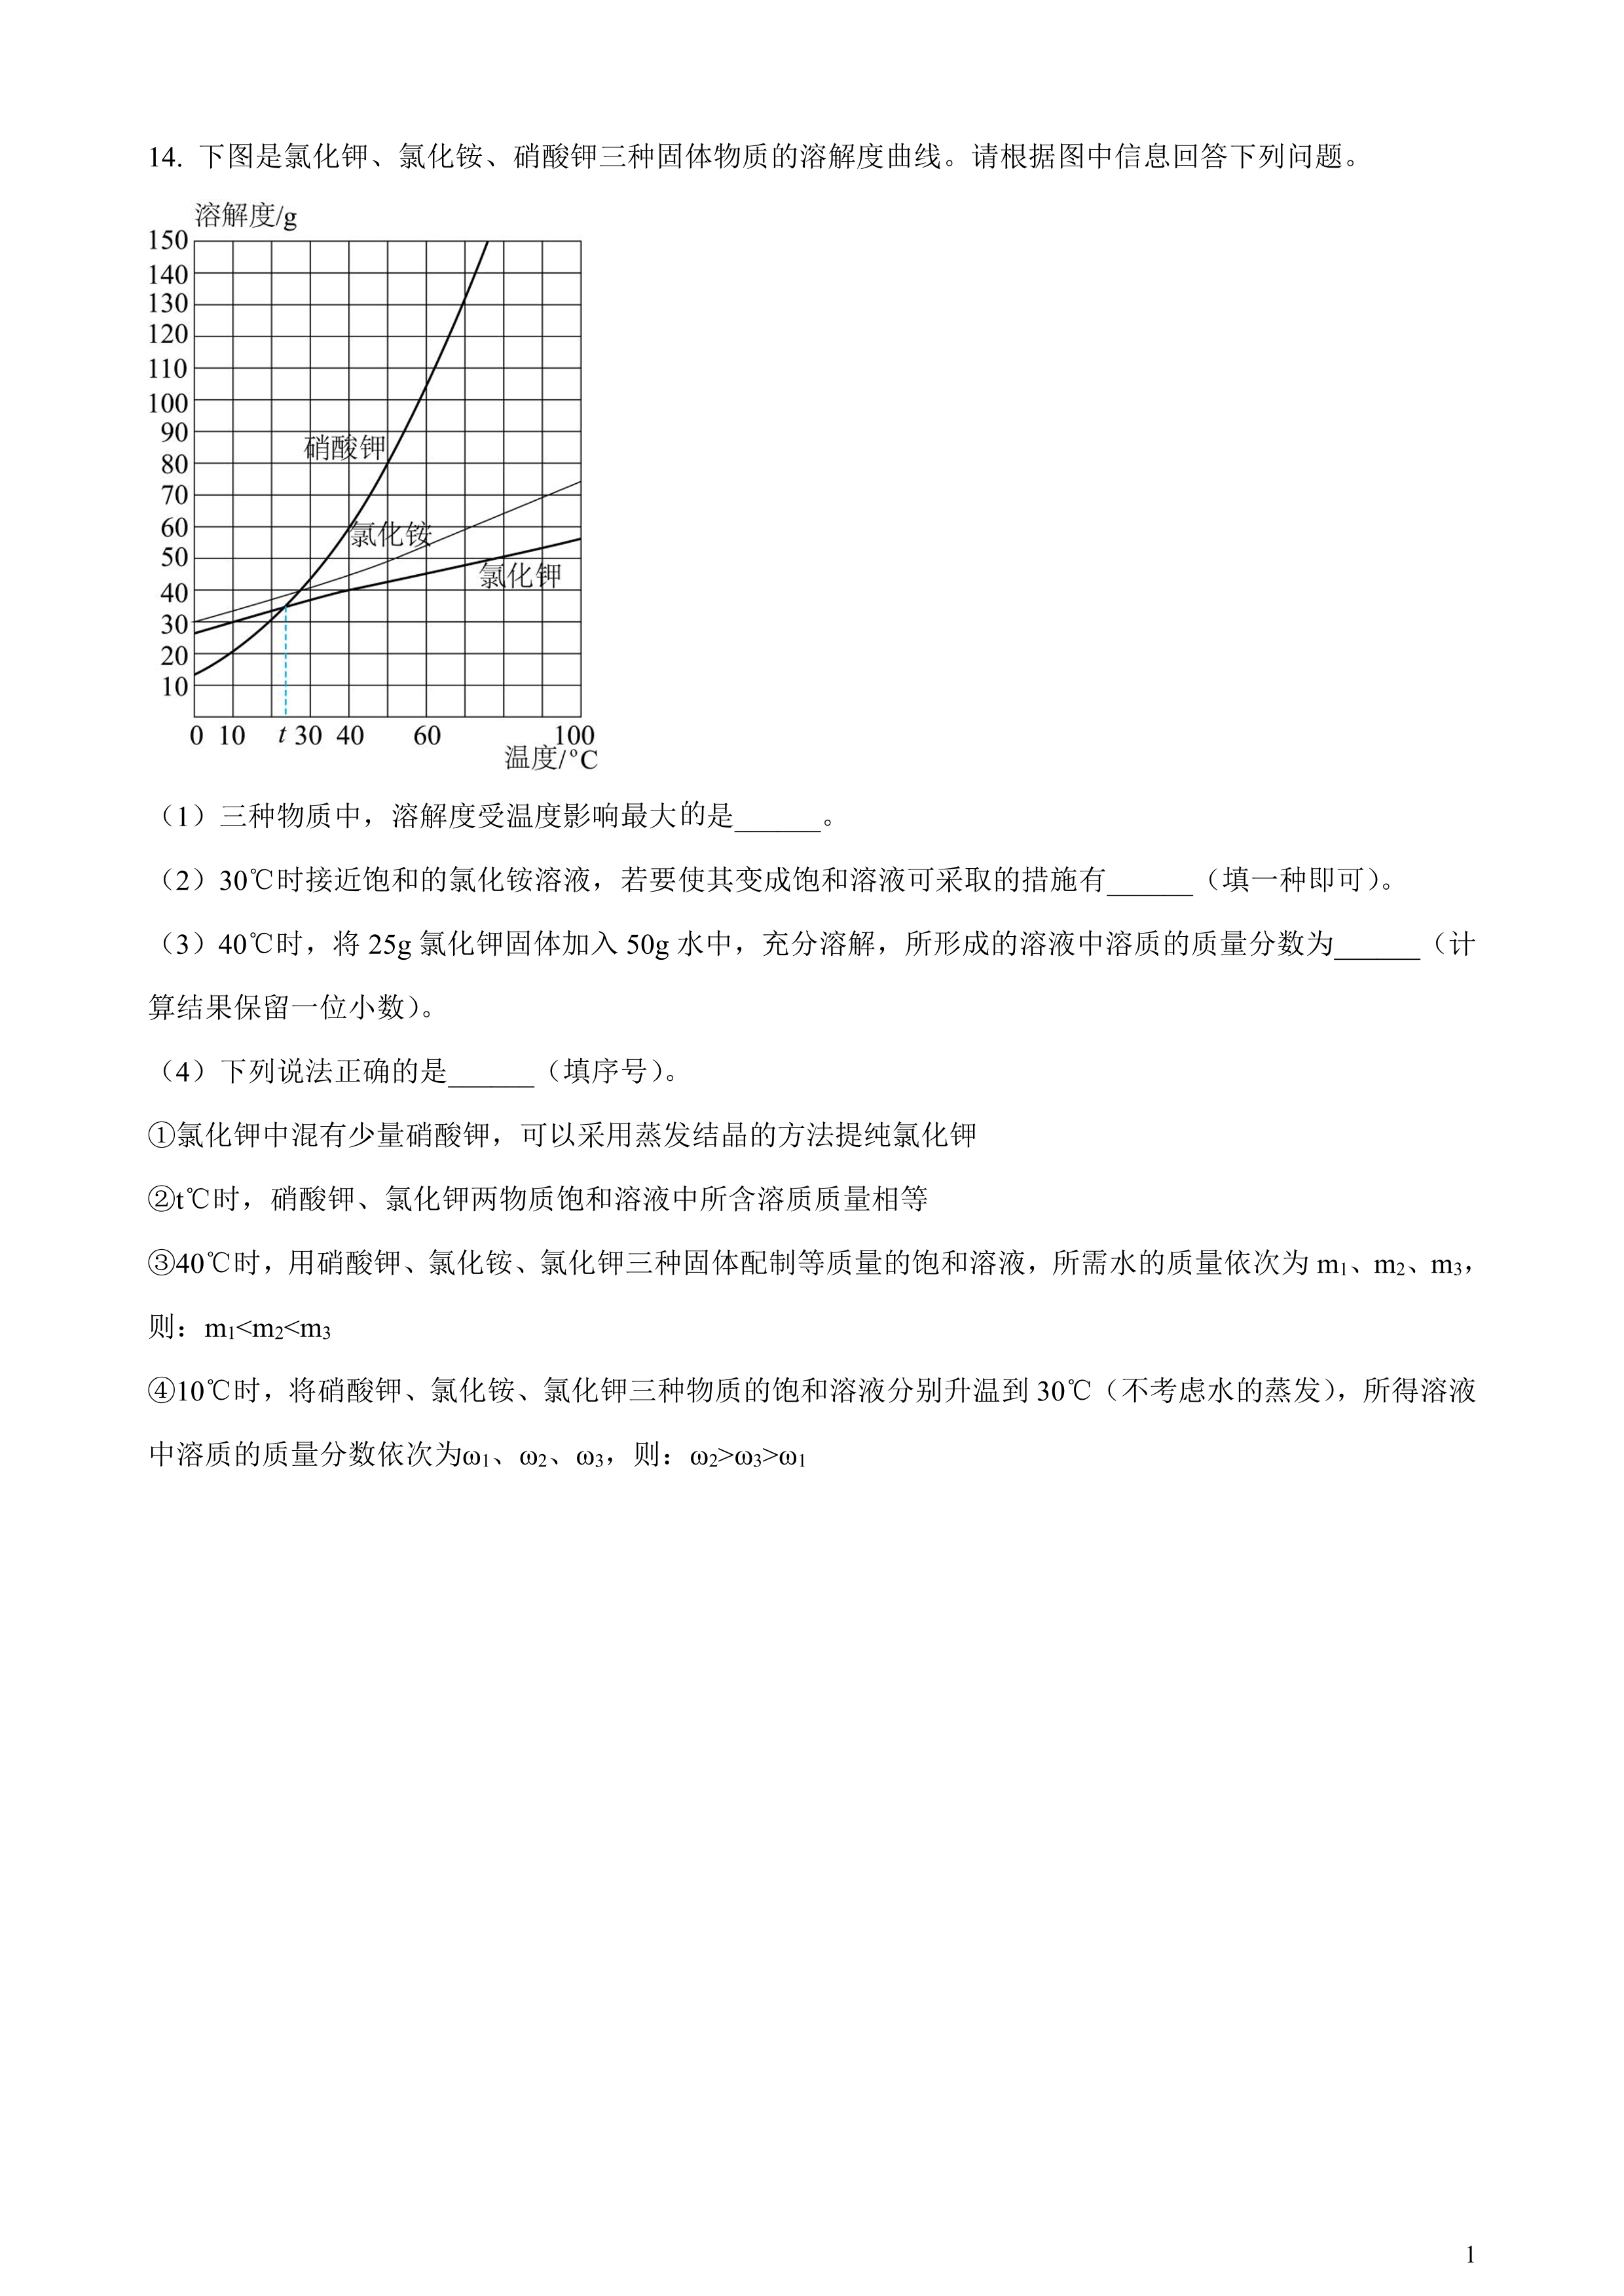 14. 下图是氯化钾、氯化铵、硝酸钾三种固体物质的溶解度曲线。请根据图中信息回答下列问题。
溶解度/g
150
140
130
120
110
100
90
80
70
60
50
40
30
20
10
硝酸钾
氯化铵
氯化钾
0 10 t 30 40 60 100
温度/°C
（1）三种物质中，溶解度受温度影响最大的是______。
（2）30℃时接近饱和的氯化铵溶液，若要使其变成饱和溶液可采取的措施有______（填一种即可）。
（3）40℃时，将 25g 氯化钾固体加入 50g 水中，充分溶解，所形成的溶液中溶质的质量分数为______（计
算结果保留一位小数）。
（4）下列说法正确的是______（填序号）。
①氯化钾中混有少量硝酸钾，可以采用蒸发结晶的方法提纯氯化钾
②t℃时，硝酸钾、氯化钾两物质饱和溶液中所含溶质质量相等
③40℃时，用硝酸钾、氯化铵、氯化钾三种固体配制等质量的饱和溶液，所需水的质量依次为 m₁、m₂、m₃，
则：m₁<m₂<m₃
④10℃时，将硝酸钾、氯化铵、氯化钾三种物质的饱和溶液分别升温到 30℃（不考虑水的蒸发），所得溶液
中溶质的质量分数依次为ω₁、ω₂、ω₃，则：ω₂>ω₃>ω₁
1